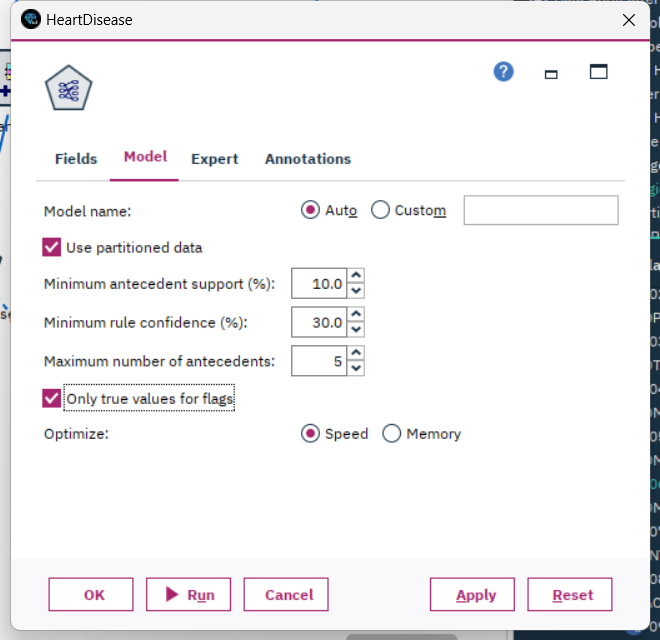 HeartDisease
?
Fields Model Expert Annotations
Model name: Auto Custom
Use partitioned data
Minimum antecedent support (%): 10.0
Minimum rule confidence (%): 30.0
Maximum number of antecedents: 5
Only true values for flags
Optimize: Speed Memory
OK Run Cancel Apply Reset